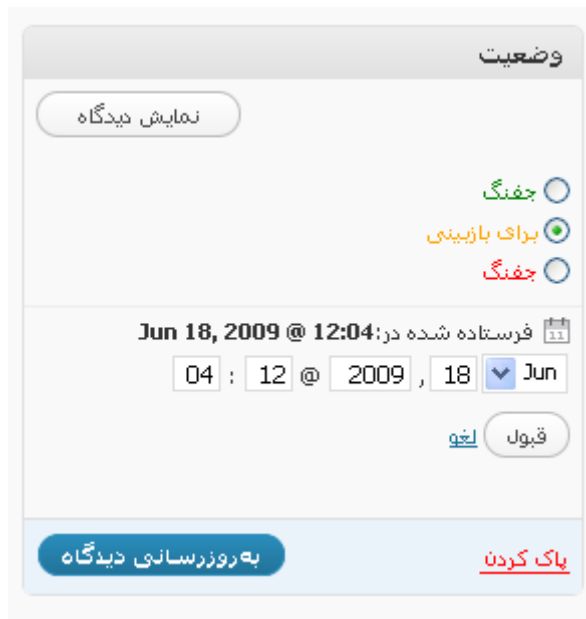 وضعیت
نمایش دیدگاه
جفنگ
برای بازبینی
جفنگ
فرستاده شده در:Jun 18, 2009 @ 12:04
Jun 18 , 2009 @ 12 : 04
قبول لغو
پاک کردن به‌روزرسانی دیدگاه